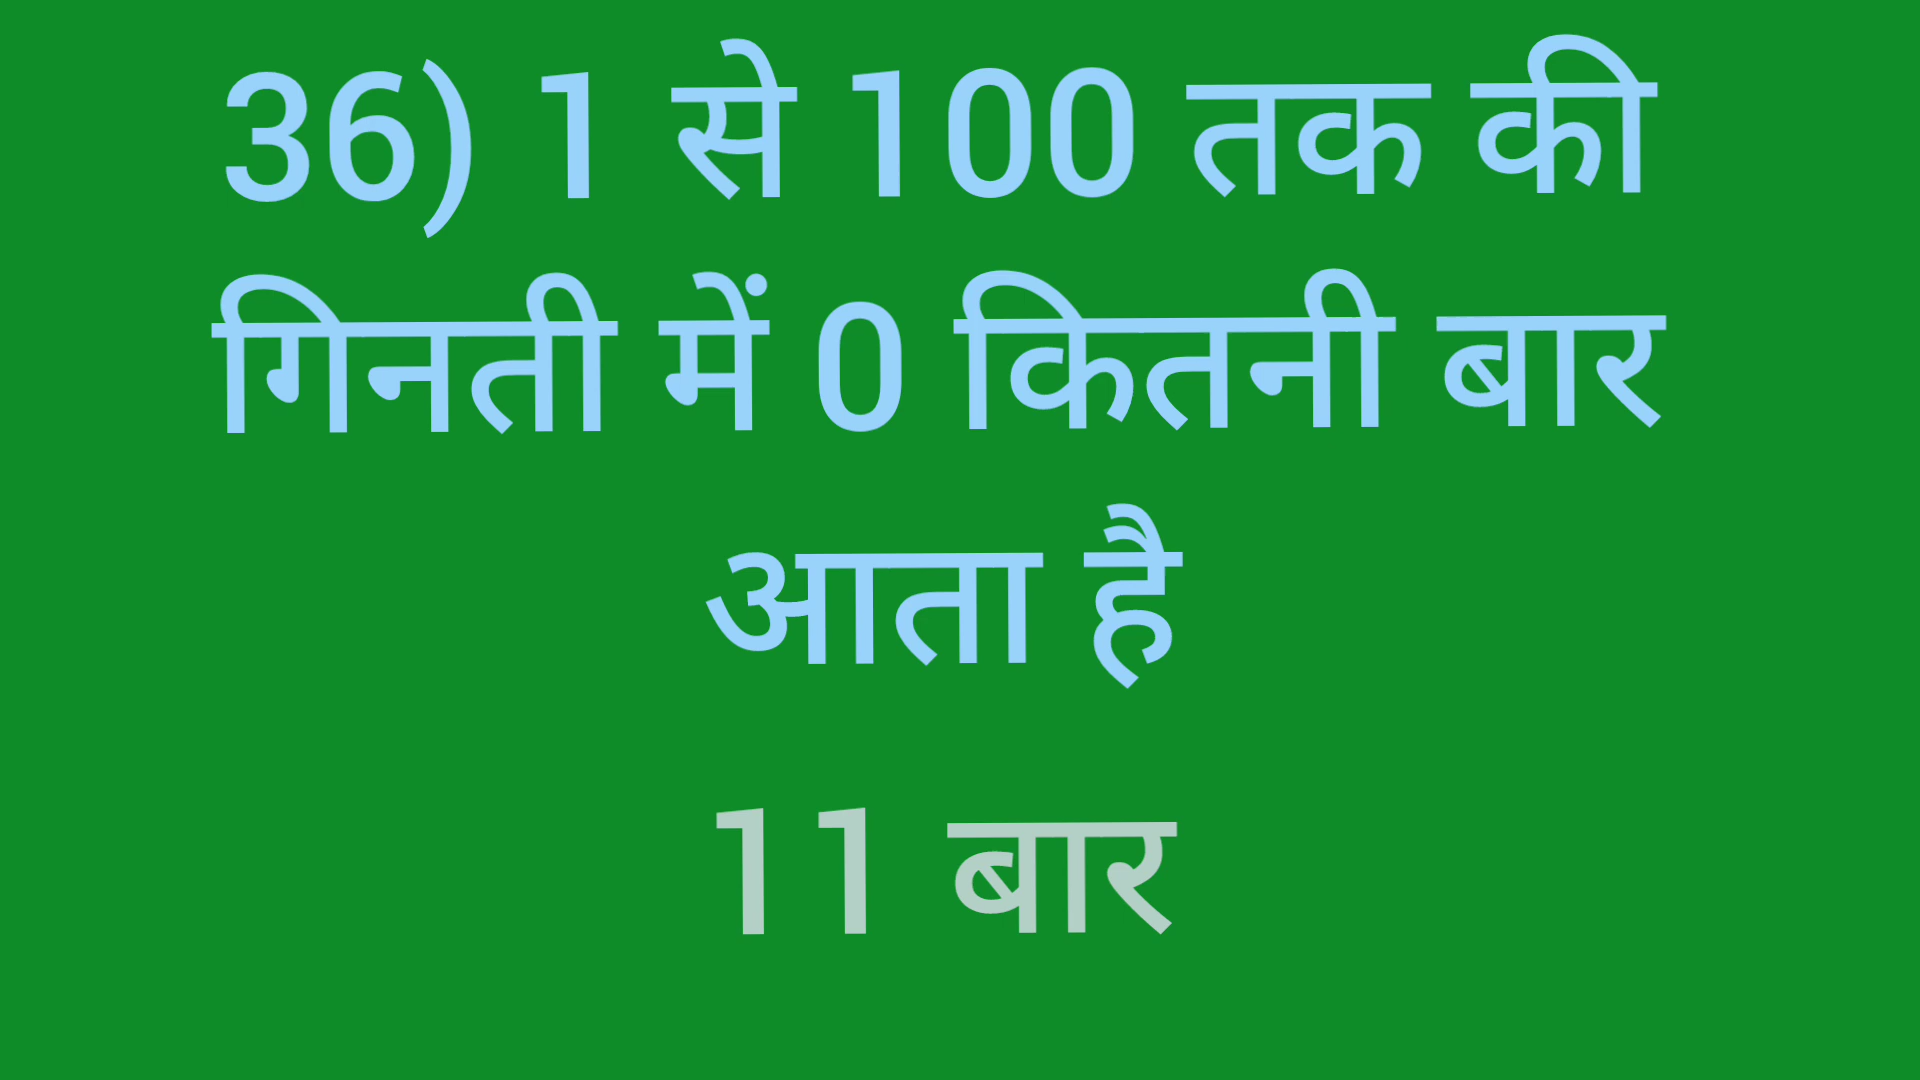 36) 1 से 100 तक की
गिनती में 0 कितनी बार
आता है
11 बार